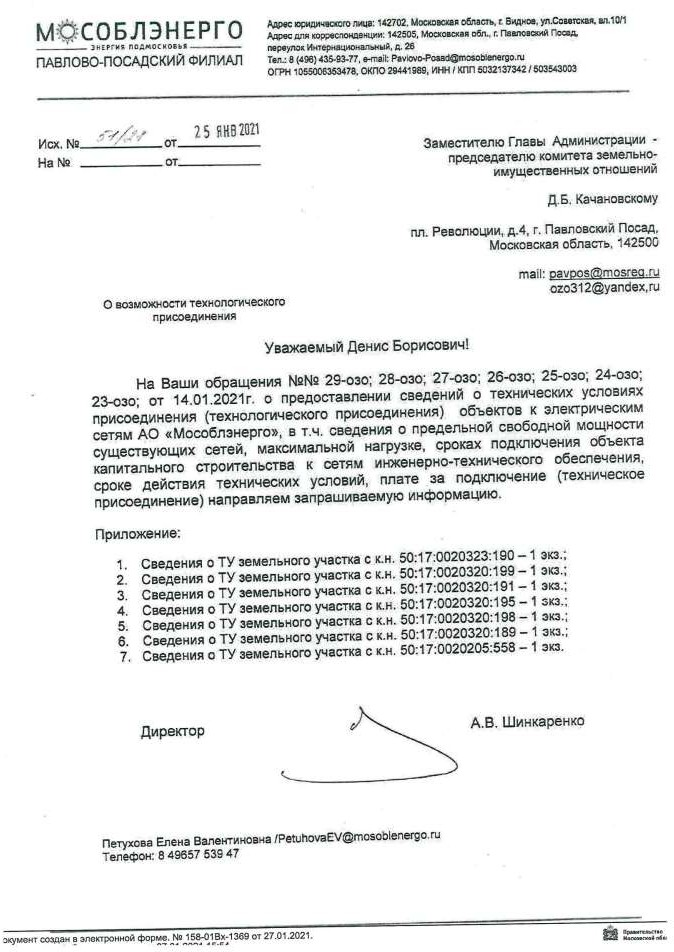 МОСОБЛЭНЕРГО
ЭНЕРГИЯ ПОДМОСКОВЬЯ
ПАВЛОВО-ПОСАДСКИЙ ФИЛИАЛ
Адрес юридического лица: 142702, Московская область, г. Видное, ул.Советская, вл.10/1
Адрес для корреспонденции: 142505, Московская обл., г. Павловский Посад,
переулок Интернациональный, д. 26
Тел.: 8 (496) 435-93-77, e-mail: Pavlovo-Posad@mosoblenergo.ru
ОГРН 1055006353478, ОКПО 29441989, ИНН / КПП 5032137342 / 503543003
Исх. № 51/21 от 25 ЯНВ 2021
На № от
Заместителю Главы Администрации -
председателю комитета земельно-
имущественных отношений
Д.Б. Качановскому
пл. Революции, д.4, г. Павловский Посад,
Московская область, 142500
mail: pavpos@mosreg.ru
ozo312@yandex,ru
О возможности технологического
присоединения
Уважаемый Денис Борисович!
На Ваши обращения №№ 29-озо; 28-озо; 27-озо; 26-озо; 25-озо; 24-озо;
23-озо; от 14.01.2021г. о предоставлении сведений о технических условиях
присоединения (технологического присоединения) объектов к электрическим
сетям АО «Мособлэнерго», в т.ч. сведения о предельной свободной мощности
существующих сетей, максимальной нагрузке, сроках подключения объекта
капитального строительства к сетям инженерно-технического обеспечения,
сроке действия технических условий, плате за подключение (техническое
присоединение) направляем запрашиваемую информацию.
Приложение:
1. Сведения о ТУ земельного участка с к.н. 50:17:0020323:190 – 1 экз.;
2. Сведения о ТУ земельного участка с к.н. 50:17:0020320:199 – 1 экз.;
3. Сведения о ТУ земельного участка с к.н. 50:17:0020320:191 – 1 экз.;
4. Сведения о ТУ земельного участка с к.н. 50:17:0020320:195 – 1 экз.;
5. Сведения о ТУ земельного участка с к.н. 50:17:0020320:198 – 1 экз.;
6. Сведения о ТУ земельного участка с к.н. 50:17:0020320:189 – 1 экз.;
7. Сведения о ТУ земельного участка с к.н. 50:17:0020205:558 – 1 экз.
Директор А.В. Шинкаренко
Петухова Елена Валентиновна /PetuhovaEV@mosoblenergo.ru
Телефон: 8 49657 539 47
окумент создан в электронной форме. № 158-01Вх-1369 от 27.01.2021.
Правительство
Московской обла